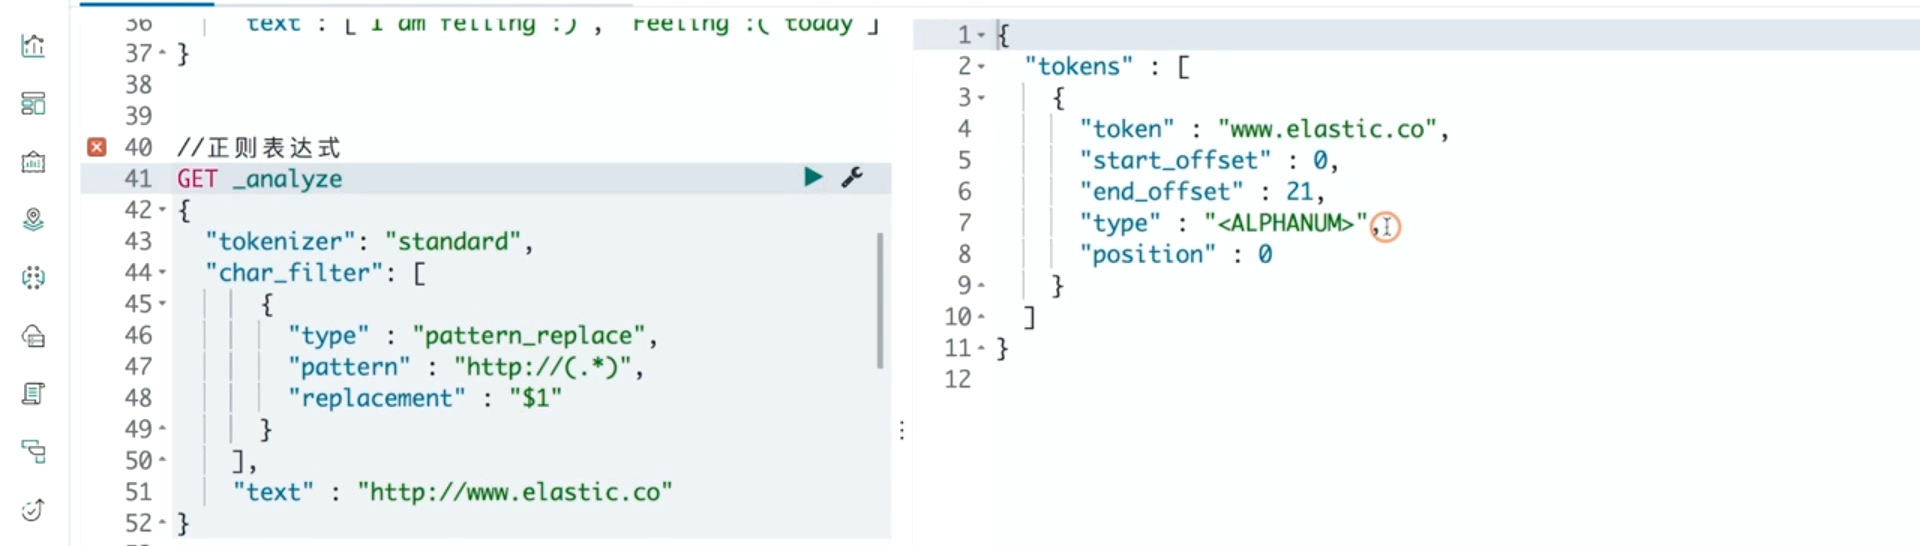 36 text : [ I am felling :) , Feeling :( today ]
37 }
38
39
40 //正则表达式
41 GET _analyze
42 {
43 "tokenizer": "standard",
44 "char_filter": [
45 {
46 "type" : "pattern_replace",
47 "pattern" : "http://(.*)",
48 "replacement" : "$1"
49 }
50 ],
51 "text" : "http://www.elastic.co"
52 }
1 {
2 "tokens" : [
3 {
4 "token" : "www.elastic.co",
5 "start_offset" : 0,
6 "end_offset" : 21,
7 "type" : "<ALPHANUM>",
8 "position" : 0
9 }
10 ]
11 }
12